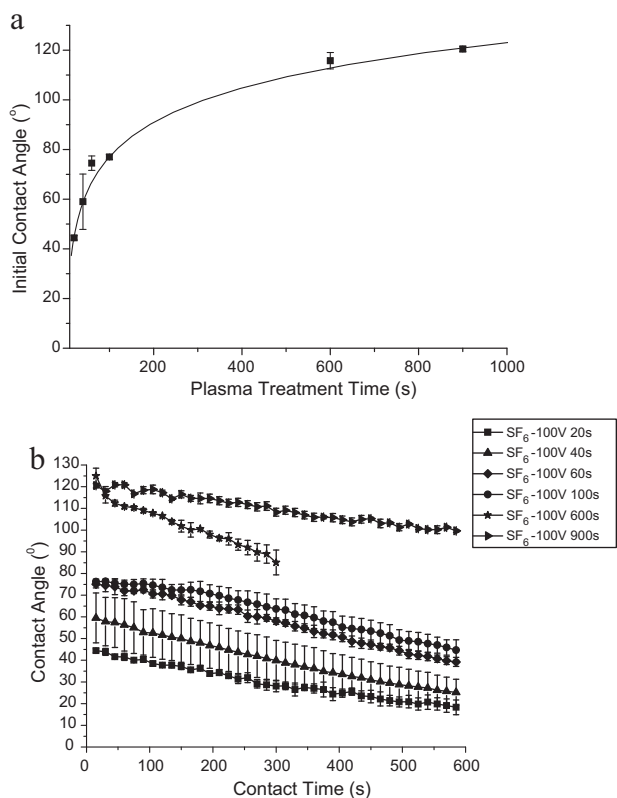 a
120
100
80
60
40
20
0
Initial Contact Angle (°)
200 400 600 800 1000
Plasma Treatment Time (s)
b
SF6-100V 20s
SF6-100V 40s
SF6-100V 60s
SF6-100V 100s
SF6-100V 600s
SF6-100V 900s
130
120
110
100
90
80
70
60
50
40
30
20
10
0
Contact Angle (0)
0 100 200 300 400 500 600
Contact Time (s)